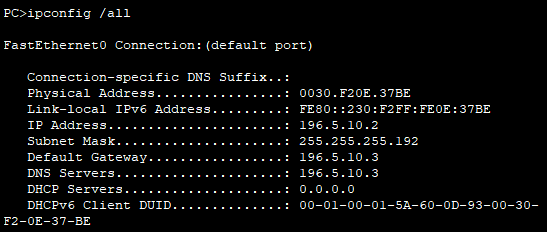 PC>ipconfig /all
FastEthernet0 Connection:(default port)
Connection-specific DNS Suffix..:
Physical Address................: 0030.F20E.37BE
Link-local IPv6 Address.........: FE80::230:F2FF:FE0E:37BE
IP Address......................: 196.5.10.2
Subnet Mask.....................: 255.255.255.192
Default Gateway.................: 196.5.10.3
DNS Servers.....................: 196.5.10.3
DHCP Servers....................: 0.0.0.0
DHCPv6 Client DUID..............: 00-01-00-01-5A-60-0D-93-00-30-
F2-0E-37-BE